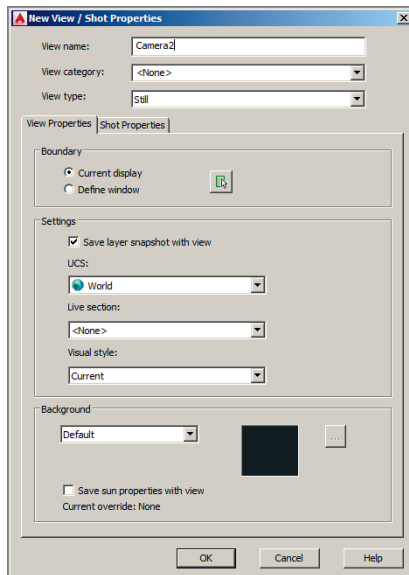 New View / Shot Properties
View name: Camera2
View category: <None>
View type: Still
View Properties Shot Properties
Boundary
Current display
Define window
Settings
Save layer snapshot with view
UCS:
World
Live section:
<None>
Visual style:
Current
Background
Default
...
Save sun properties with view
Current override: None
OK Cancel Help